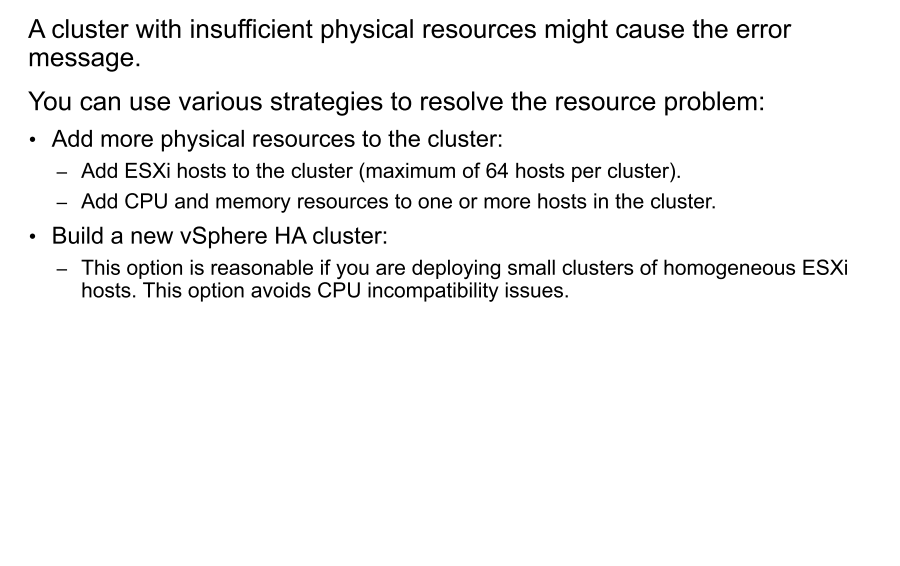 A cluster with insufficient physical resources might cause the error
message.
You can use various strategies to resolve the resource problem:
• Add more physical resources to the cluster:
– Add ESXi hosts to the cluster (maximum of 64 hosts per cluster).
– Add CPU and memory resources to one or more hosts in the cluster.
• Build a new vSphere HA cluster:
– This option is reasonable if you are deploying small clusters of homogeneous ESXi
hosts. This option avoids CPU incompatibility issues.